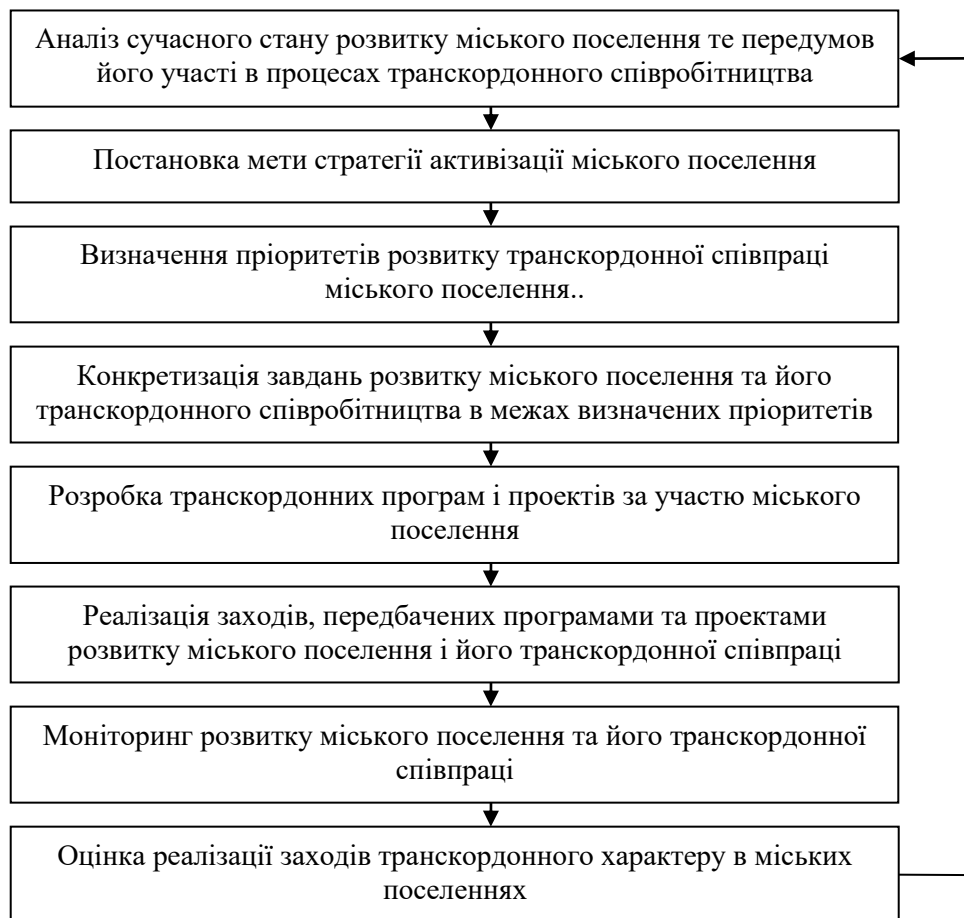 Аналіз сучасного стану розвитку міського поселення те передумов
його участі в процесах транскордонного співробітництва
Постановка мети стратегії активізації міського поселення
Визначення пріоритетів розвитку транскордонної співпраці
міського поселення..
Конкретизація завдань розвитку міського поселення та його
транскордонного співробітництва в межах визначених пріоритетів
Розробка транскордонних програм і проектів за участю міського
поселення
Реалізація заходів, передбачених програмами та проектами
розвитку міського поселення і його транскордонної співпраці
Моніторинг розвитку міського поселення та його транскордонної
співпраці
Оцінка реалізації заходів транскордонного характеру в міських
поселеннях